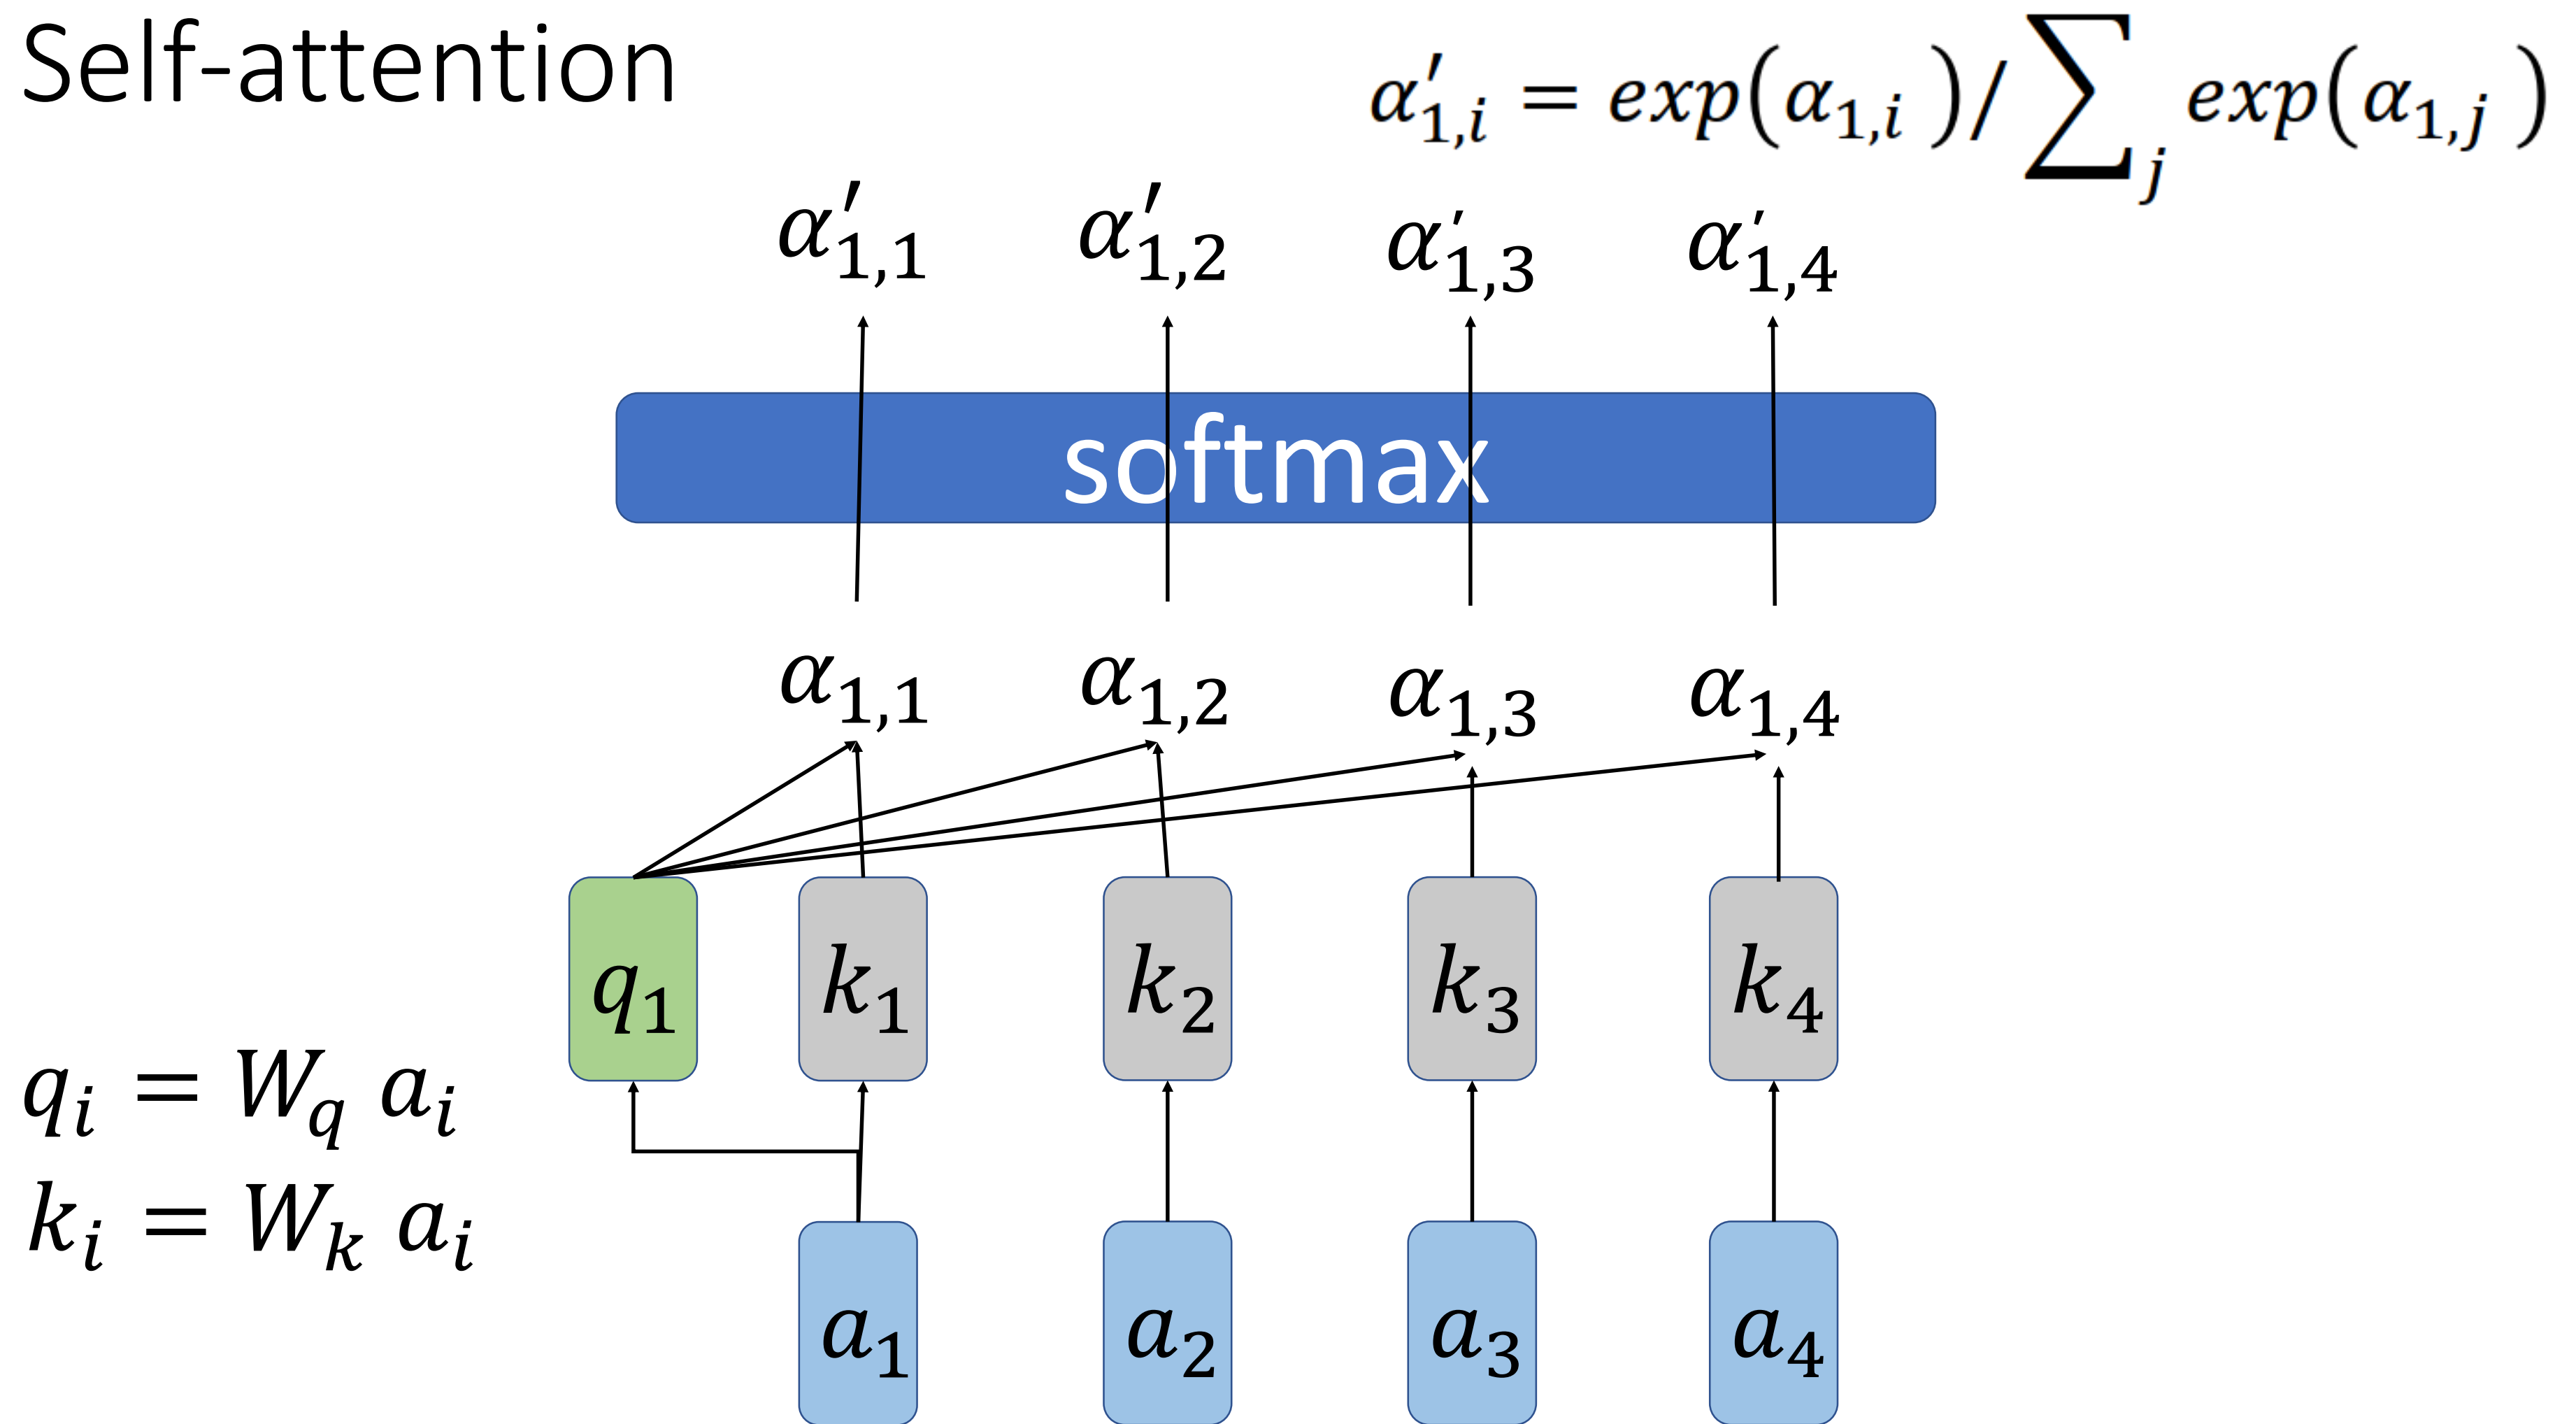 Self-attention
α′1,i = exp(α1,i )/∑j exp(α1,j )
α′1,1 α′1,2 α′1,3 α′1,4
softmax
α1,1 α1,2 α1,3 α1,4
q1 k1 k2 k3 k4
qi = Wq ai
ki = Wk ai
a1 a2 a3 a4